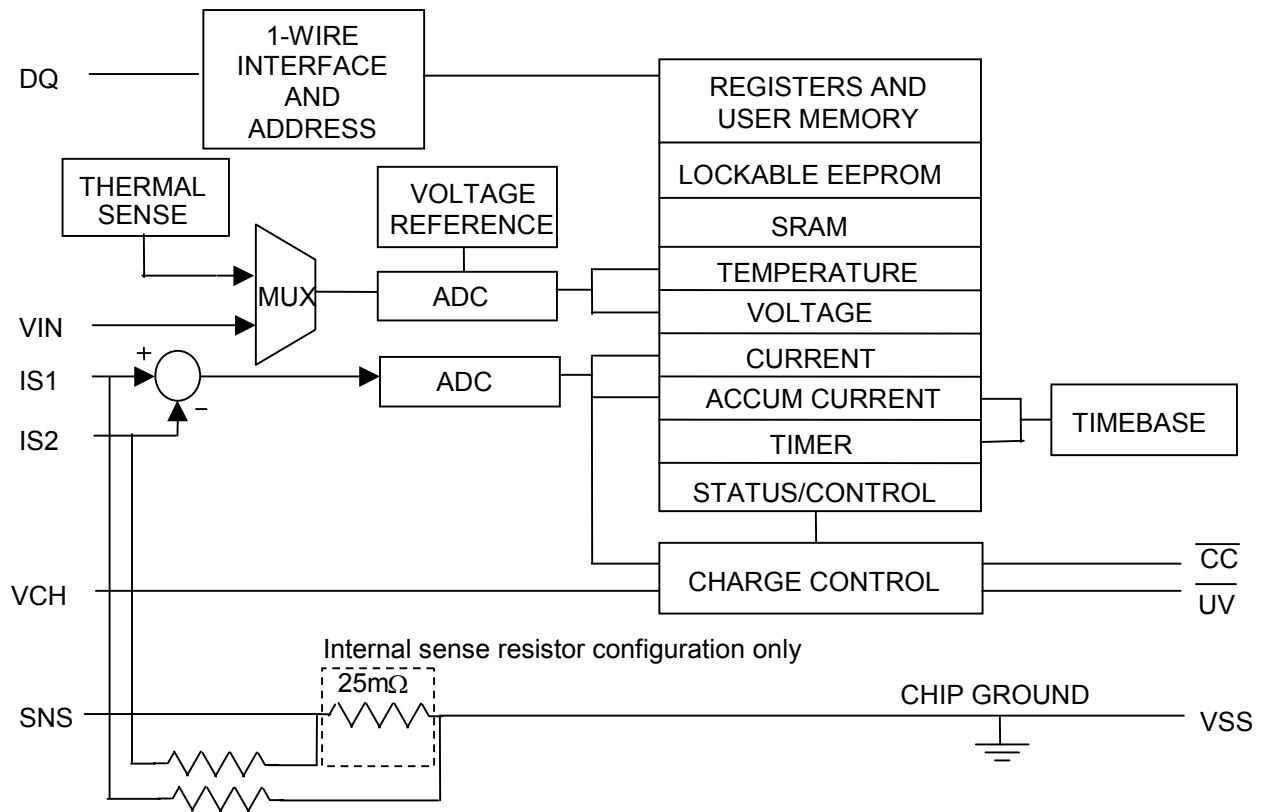 1-WIRE
INTERFACE
AND
ADDRESS
DQ
REGISTERS AND
USER MEMORY
LOCKABLE EEPROM
SRAM
TEMPERATURE
VOLTAGE
CURRENT
ACCUM CURRENT
TIMER
STATUS/CONTROL
THERMAL
SENSE
VOLTAGE
REFERENCE
MUX
ADC
VIN
+
IS1
ADC
−
IS2
TIMEBASE
CHARGE CONTROL
CC
UV
VCH
Internal sense resistor configuration only
25mΩ
SNS
CHIP GROUND
VSS